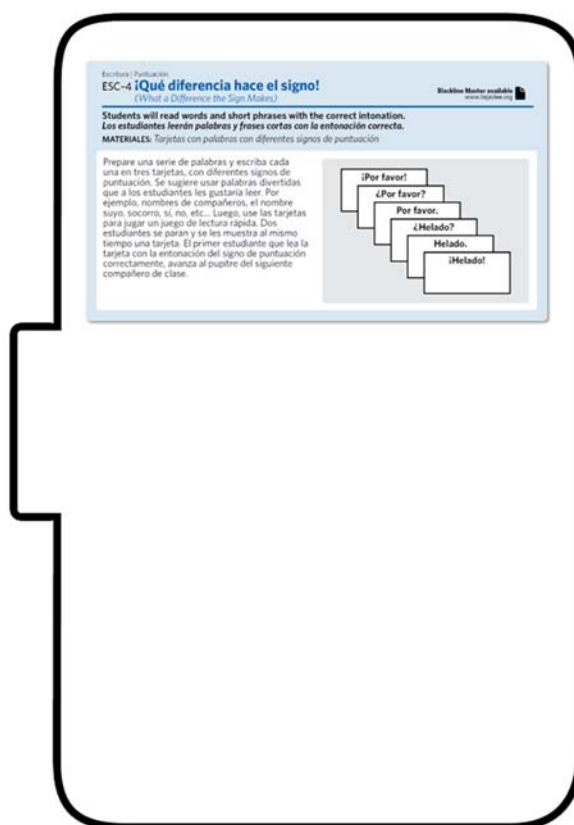 Escritura | Puntuación
ESC-4 ¡Qué diferencia hace el signo!
(What a Difference the Sign Makes)
Blackline Master available
www.tejaslee.org
Students will read words and short phrases with the correct intonation.
Los estudiantes leerán palabras y frases cortas con la entonación correcta.
MATERIALES: Tarjetas con palabras con diferentes signos de puntuación
Prepare una serie de palabras y escriba cada
una en tres tarjetas, con diferentes signos de
puntuación. Se sugiere usar palabras divertidas
que a los estudiantes les gustaría leer. Por
ejemplo, nombres de compañeros, el nombre
suyo, socorro, sí, no, etc... Luego, use las tarjetas
para jugar un juego de lectura rápida. Dos
estudiantes se paran y se les muestra al mismo
tiempo una tarjeta. El primer estudiante que lea la
tarjeta con la entonación del signo de puntuación
correctamente, avanza al pupitre del siguiente
compañero de clase.
¡Por favor!
¿Por favor?
Por favor.
¿Helado?
Helado.
¡Helado!